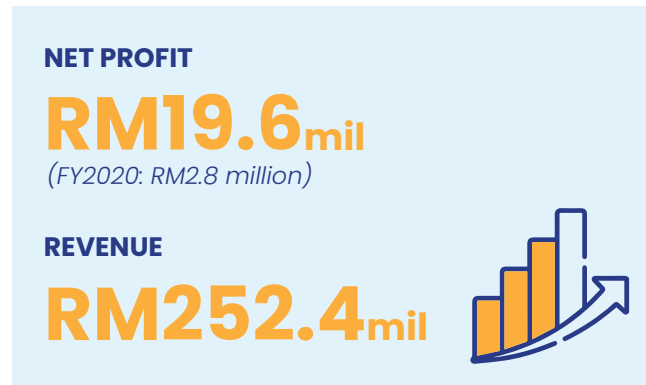 NET PROFIT
RM19.6mil
(FY2020: RM2.8 million)
REVENUE
RM252.4mil